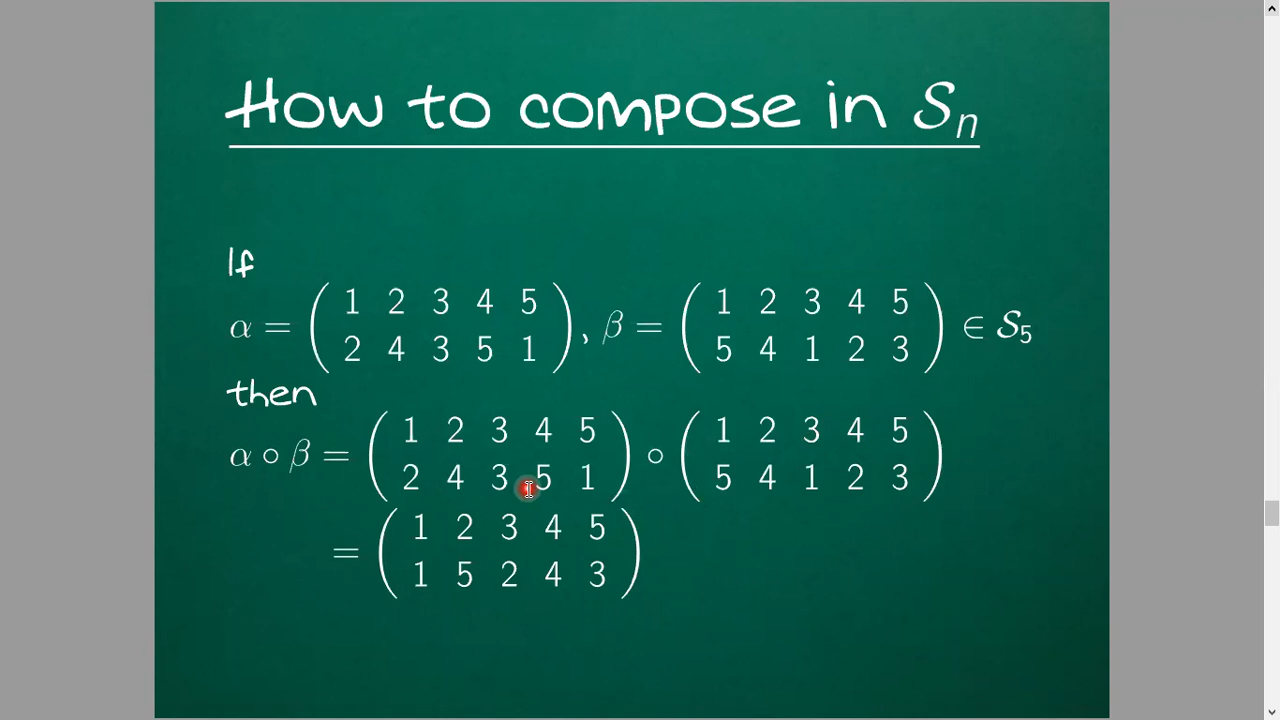 How to compose in Sₙ
If
α = ( 1 2 3 4 5 ; 2 4 3 5 1 ), β = ( 1 2 3 4 5 ; 5 4 1 2 3 ) ∈ S₅
then
α ∘ β = ( 1 2 3 4 5 ; 2 4 3 5 1 ) ∘ ( 1 2 3 4 5 ; 5 4 1 2 3 )
= ( 1 2 3 4 5 ; 1 5 2 4 3 )